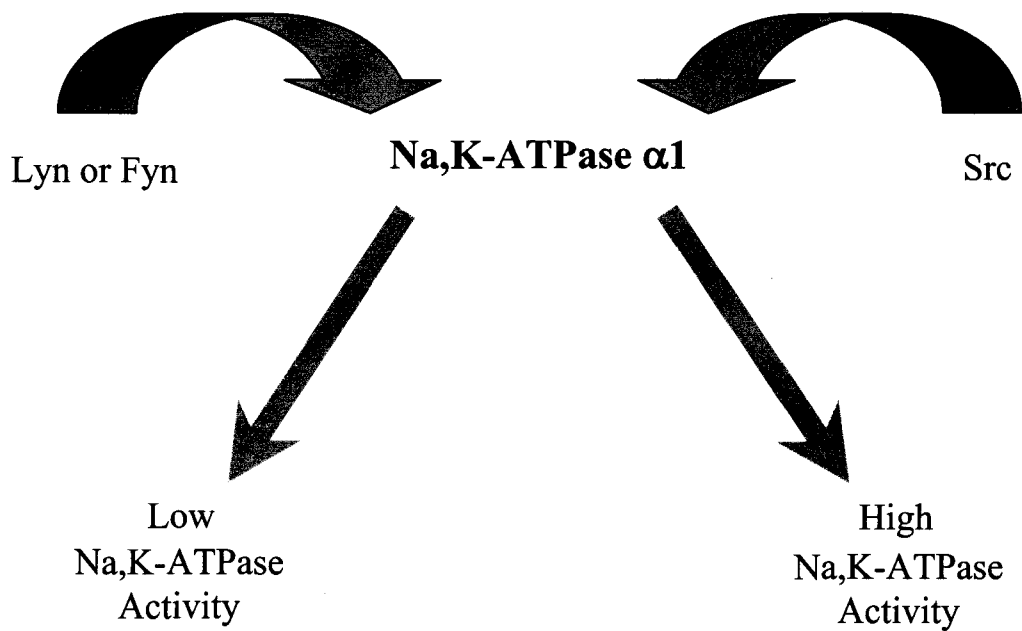 Lyn or Fyn
Na,K-ATPase α1
Src
Low
Na,K-ATPase
Activity
High
Na,K-ATPase
Activity